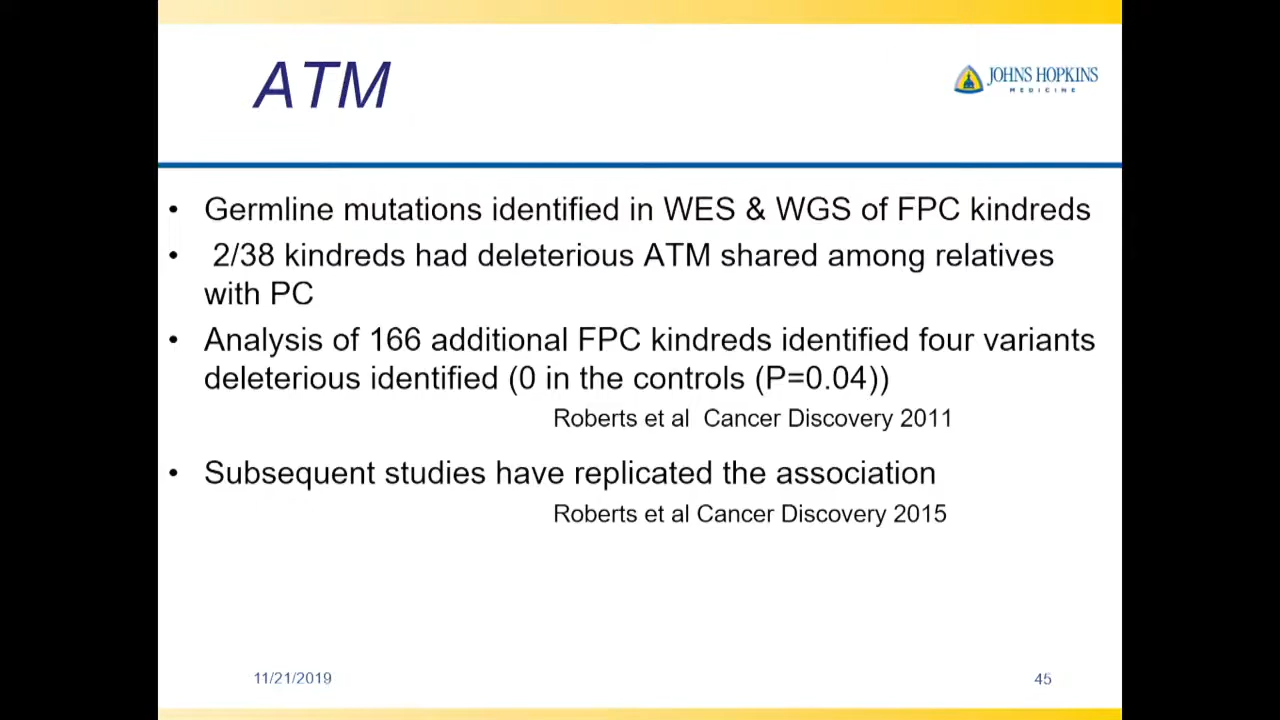 ATM
JOHNS HOPKINS
MEDICINE
• Germline mutations identified in WES & WGS of FPC kindreds
• 2/38 kindreds had deleterious ATM shared among relatives
with PC
• Analysis of 166 additional FPC kindreds identified four variants
deleterious identified (0 in the controls (P=0.04))
Roberts et al Cancer Discovery 2011
• Subsequent studies have replicated the association
Roberts et al Cancer Discovery 2015
11/21/2019
45